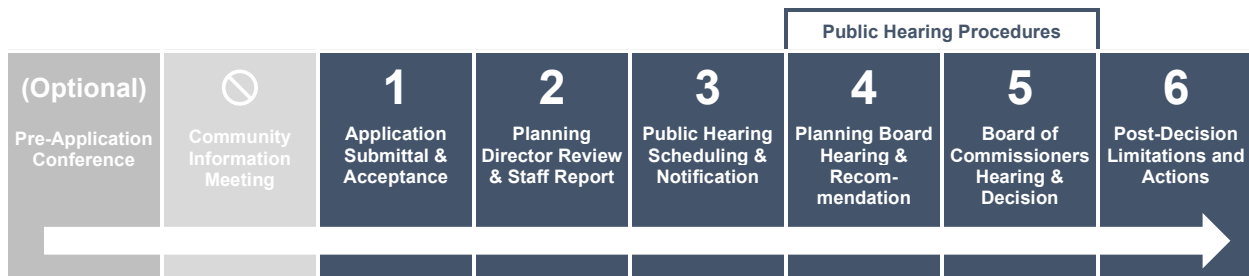 Public Hearing Procedures
(Optional)
Pre-Application
Conference
Community
Information
Meeting
1
Application
Submittal &
Acceptance
2
Planning
Director Review
& Staff Report
3
Public Hearing
Scheduling &
Notification
4
Planning Board
Hearing &
Recom-
mendation
5
Board of
Commissioners
Hearing &
Decision
6
Post-Decision
Limitations and
Actions